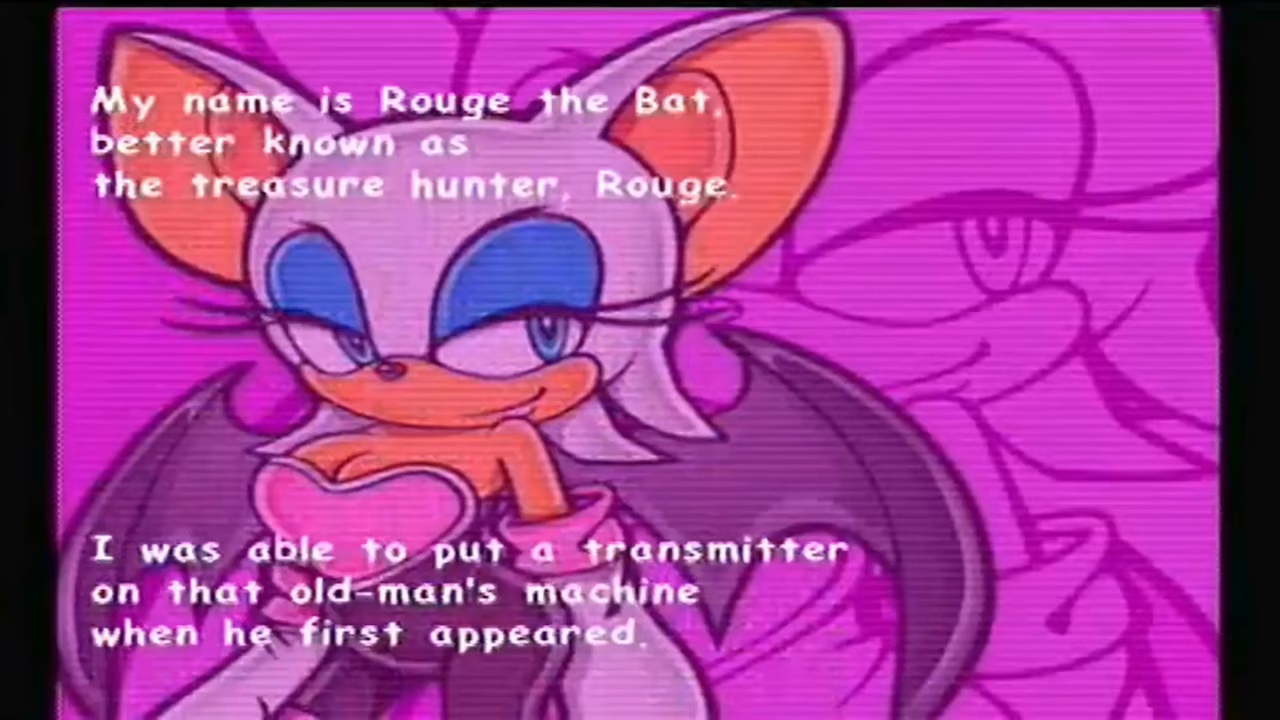 My name is Rouge the Bat,
better known as
the treasure hunter, Rouge.
I was able to put a transmitter
on that old-man's machine
when he first appeared.